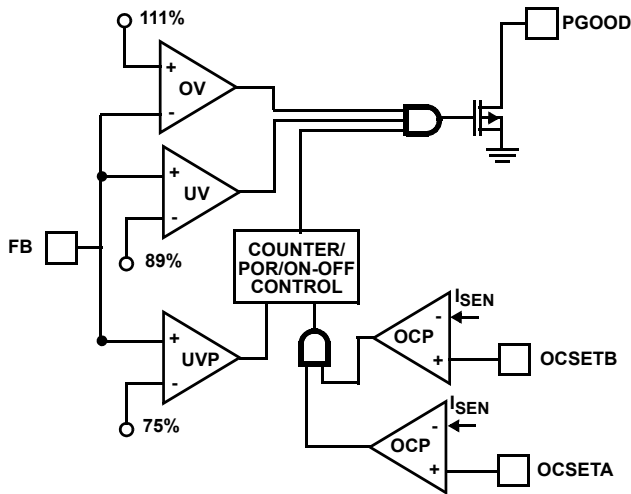 111%
PGOOD
+
OV
-
+
UV
-
FB
89%
COUNTER/
POR/ON-OFF
CONTROL
+
UVP
-
75%
ISEN
-
OCP
+
OCSETB
ISEN
-
OCP
+
OCSETA